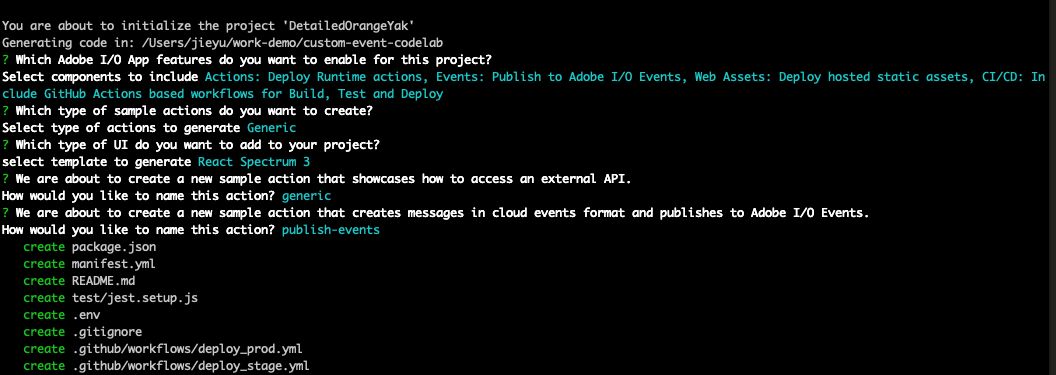 You are about to initialize the project 'DetailedOrangeYak'
Generating code in: /Users/jieyu/work-demo/custom-event-codelab
? Which Adobe I/O App features do you want to enable for this project?
Select components to include Actions: Deploy Runtime actions, Events: Publish to Adobe I/O Events, Web Assets: Deploy hosted static assets, CI/CD: In
clude GitHub Actions based workflows for Build, Test and Deploy
? Which type of sample actions do you want to create?
Select type of actions to generate Generic
? Which type of UI do you want to add to your project?
select template to generate React Spectrum 3
? We are about to create a new sample action that showcases how to access an external API.
How would you like to name this action? generic
? We are about to create a new sample action that creates messages in cloud events format and publishes to Adobe I/O Events.
How would you like to name this action? publish-events
create package.json
create manifest.yml
create README.md
create test/jest.setup.js
create .env
create .gitignore
create .github/workflows/deploy_prod.yml
create .github/workflows/deploy_stage.yml